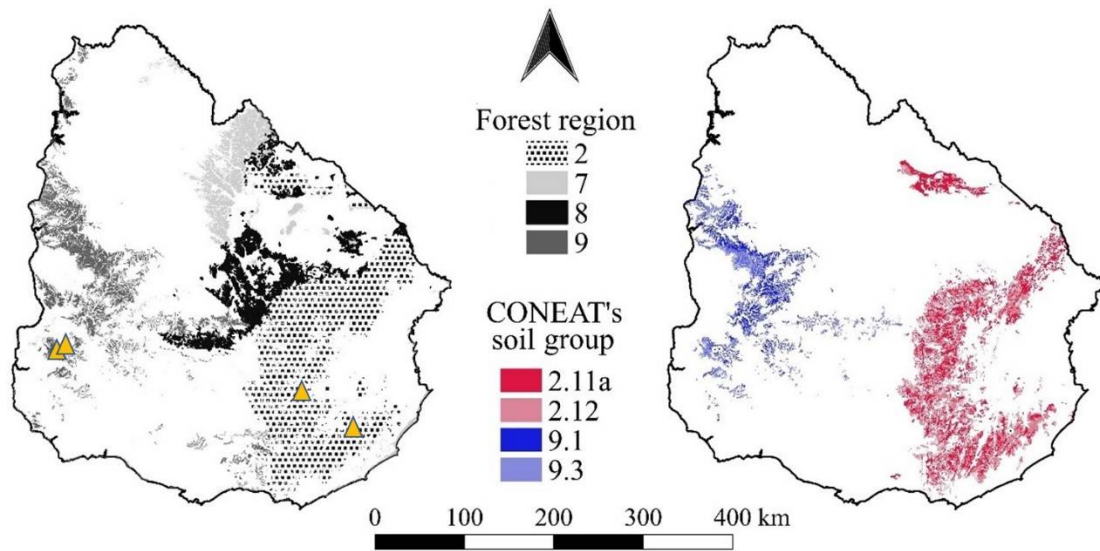 Forest region
2
7
8
9
CONEAT's
soil group
2.11a
2.12
9.1
9.3
0 100 200 300 400 km